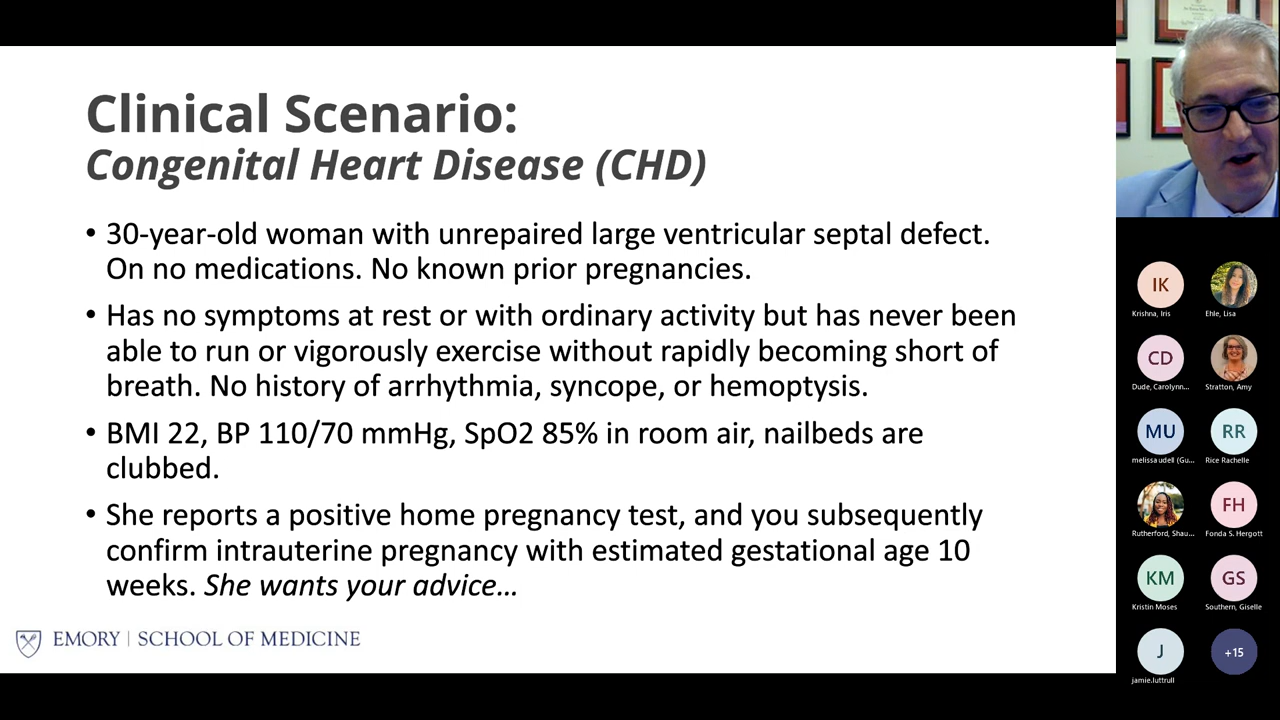 Clinical Scenario:
Congenital Heart Disease (CHD)
• 30-year-old woman with unrepaired large ventricular septal defect.
On no medications. No known prior pregnancies.
• Has no symptoms at rest or with ordinary activity but has never been
able to run or vigorously exercise without rapidly becoming short of
breath. No history of arrhythmia, syncope, or hemoptysis.
• BMI 22, BP 110/70 mmHg, SpO2 85% in room air, nailbeds are
clubbed.
• She reports a positive home pregnancy test, and you subsequently
confirm intrauterine pregnancy with estimated gestational age 10
weeks. She wants your advice...
EMORY | SCHOOL OF MEDICINE
IK
Krishna, Iris
Ehle, Lisa
CD
Dude, Carolynn...
Stratton, Amy
MU
melissa udell (Gu...
RR
Rice Rachelle
Rutherford, Shau...
FH
Fonda S. Hergott
KM
Kristin Moses
GS
Southern, Giselle
J
jamie.luttrull
+15